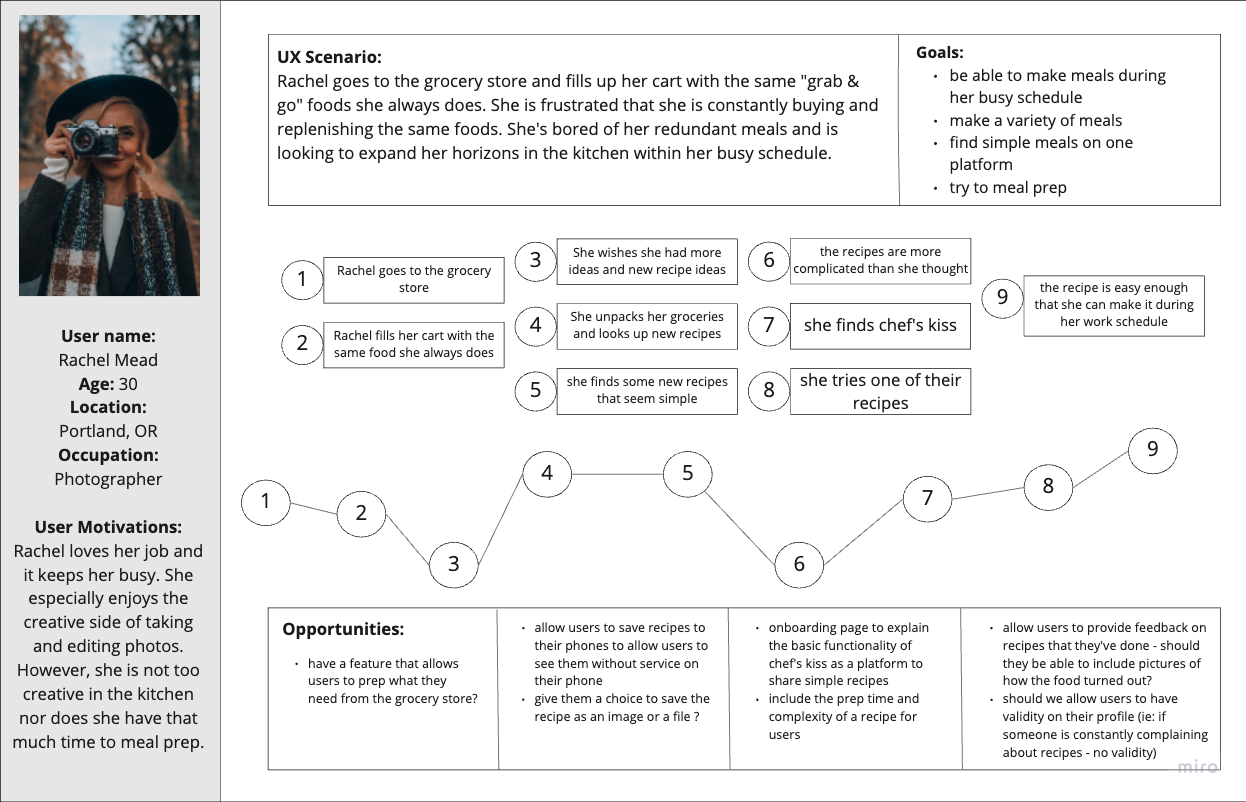 User name:
Rachel Mead
Age: 30
Location:
Portland, OR
Occupation:
Photographer
User Motivations:
Rachel loves her job and
it keeps her busy. She
especially enjoys the
creative side of taking
and editing photos.
However, she is not too
creative in the kitchen
nor does she have that
much time to meal prep.
UX Scenario:
Rachel goes to the grocery store and fills up her cart with the same "grab &
go" foods she always does. She is frustrated that she is constantly buying and
replenishing the same foods. She's bored of her redundant meals and is
looking to expand her horizons in the kitchen within her busy schedule.
Goals:
• be able to make meals during
her busy schedule
• make a variety of meals
• find simple meals on one
platform
• try to meal prep
1
Rachel goes to the grocery
store
2
Rachel fills her cart with the
same food she always does
3
She wishes she had more
ideas and new recipe ideas
4
She unpacks her groceries
and looks up new recipes
5
she finds some new recipes
that seem simple
6
the recipes are more
complicated than she thought
7
she finds chef's kiss
8
she tries one of their
recipes
9
the recipe is easy enough
that she can make it during
her work schedule
1
2
3
4
5
6
7
8
9
Opportunities:
• have a feature that allows
users to prep what they
need from the grocery store?
• allow users to save recipes to
their phones to allow users to
see them without service on
their phone
• give them a choice to save the
recipe as an image or a file ?
• onboarding page to explain
the basic functionality of
chef's kiss as a platform to
share simple recipes
• include the prep time and
complexity of a recipe for
users
• allow users to provide feedback on
recipes that they've done - should
they be able to include pictures of
how the food turned out?
• should we allow users to have
validity on their profile (ie: if
someone is constantly complaining
about recipes - no validity)
miro